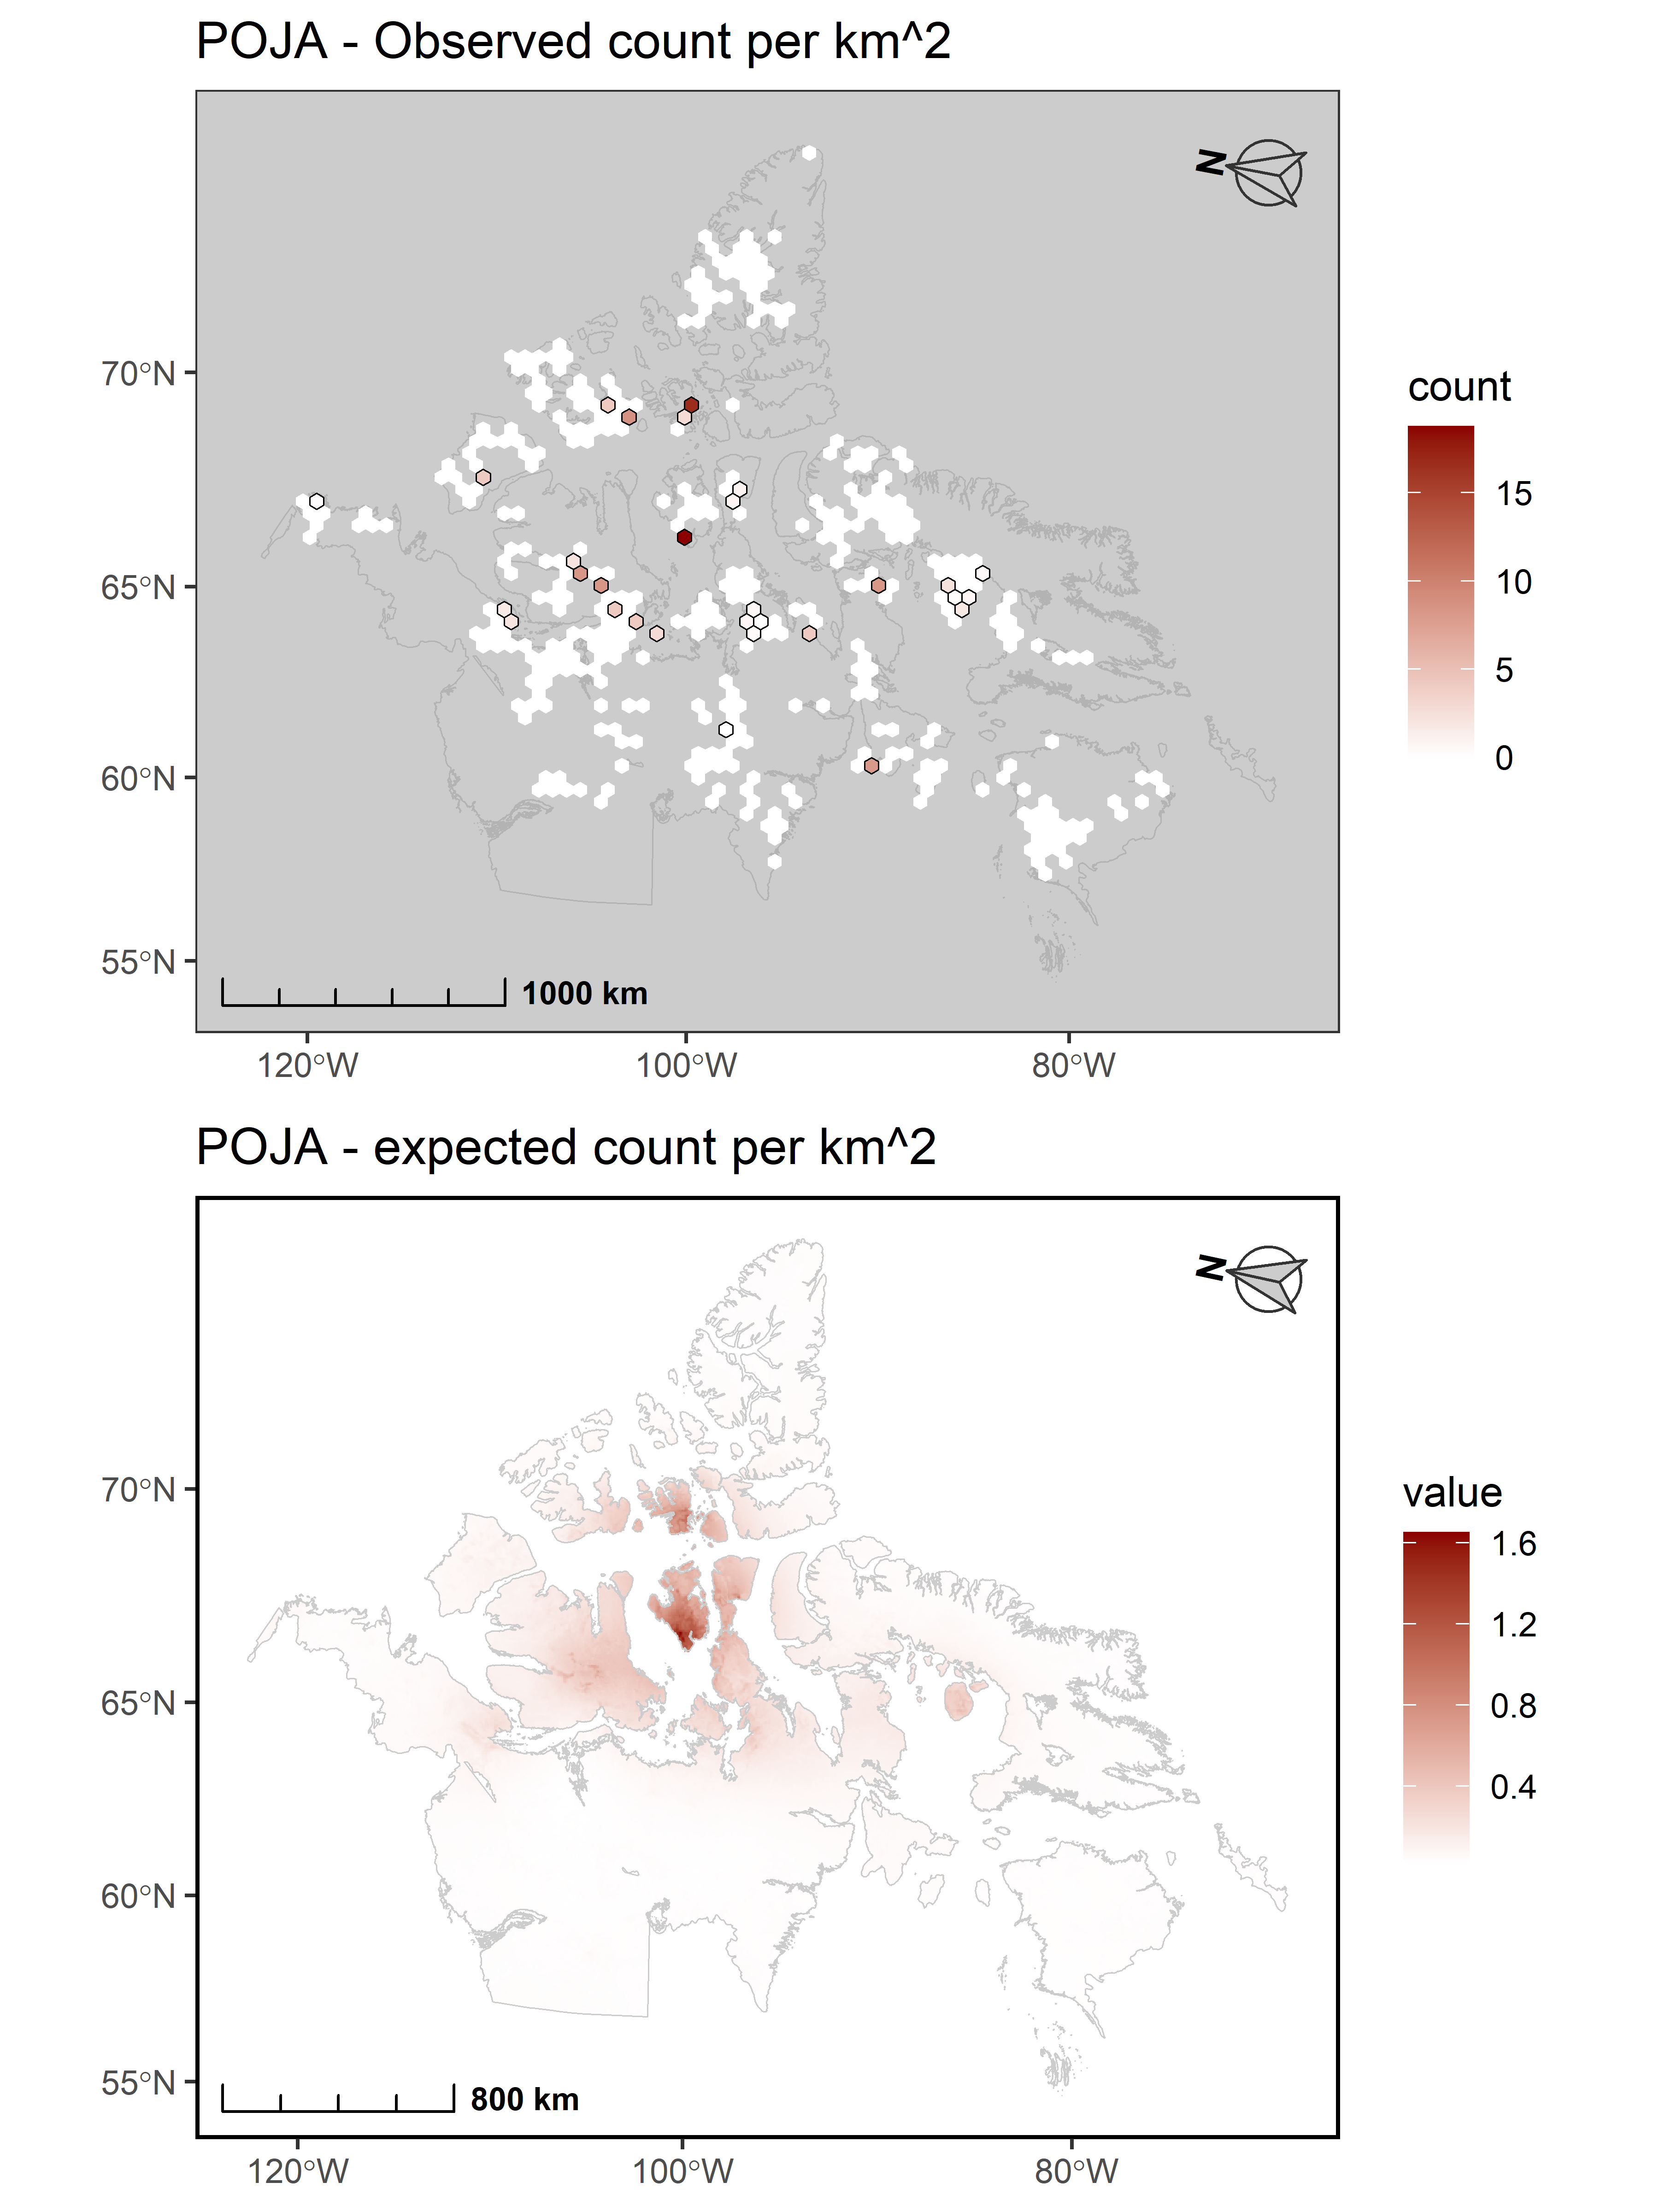 POJA - Observed count per km^2
N
70°N
65°N
60°N
55°N
1000 km
120°W
100°W
80°W
count
15
10
5
0
POJA - expected count per km^2
N
70°N
65°N
60°N
55°N
800 km
120°W
100°W
80°W
value
1.6
1.2
0.8
0.4